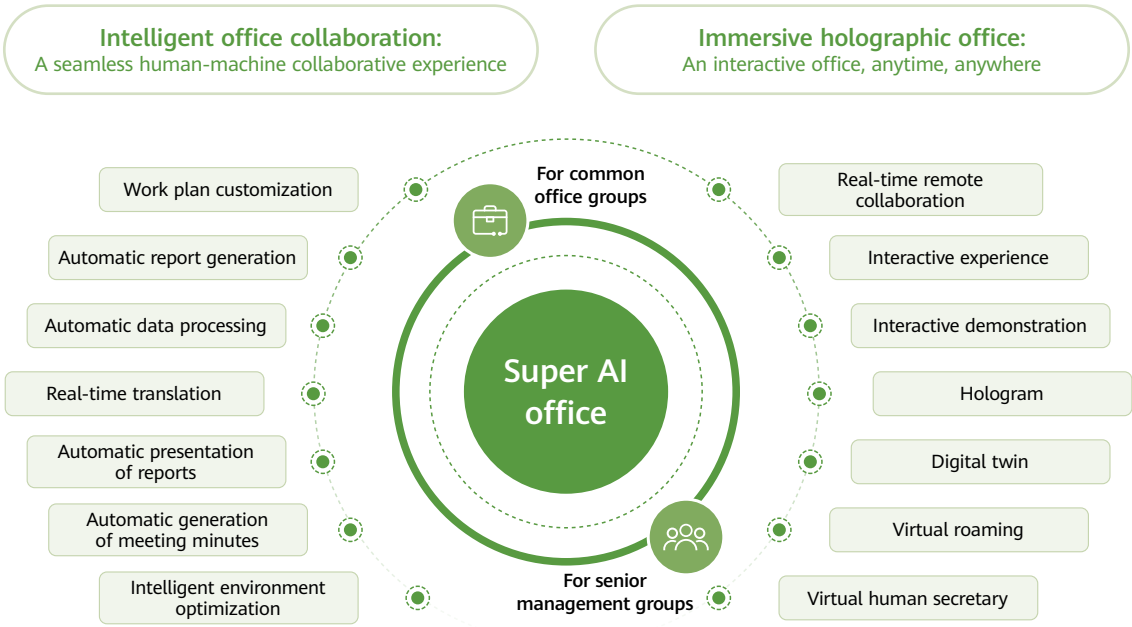 Intelligent office collaboration:
A seamless human-machine collaborative experience
Immersive holographic office:
An interactive office, anytime, anywhere
Work plan customization
Automatic report generation
Automatic data processing
Real-time translation
Automatic presentation
of reports
Automatic generation
of meeting minutes
Intelligent environment
optimization
For common
office groups
Super AI
office
For senior
management groups
Real-time remote
collaboration
Interactive experience
Interactive demonstration
Hologram
Digital twin
Virtual roaming
Virtual human secretary